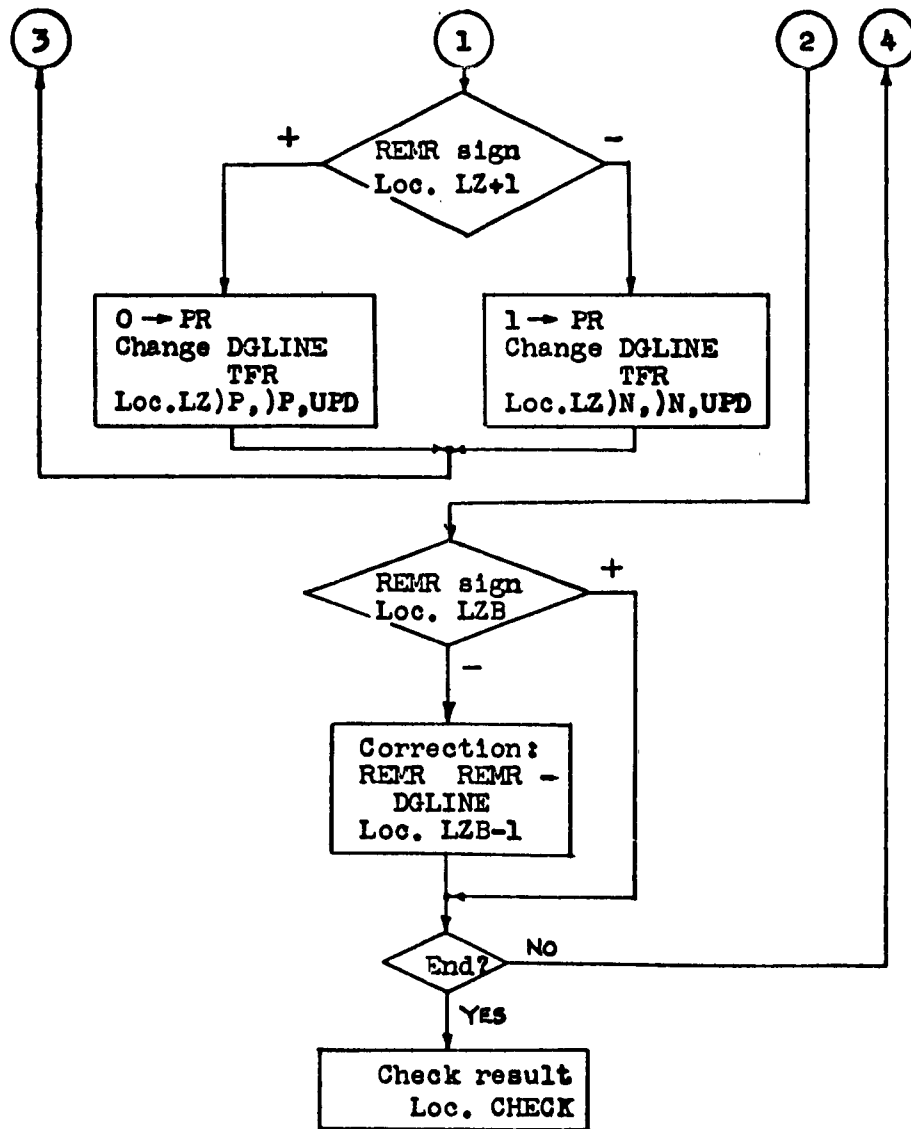 3
1
2
4
+
-
REMR sign
Loc. LZ+1
0 → PR
Change DGLINE
TFR
Loc.LZ)P,)P,UPD
1 → PR
Change DGLINE
TFR
Loc.LZ)N,)N,UPD
REMR sign
Loc. LZB
+
-
Correction:
REMR REMR -
DGLINE
Loc. LZB-1
End?
NO
YES
Check result
Loc. CHECK